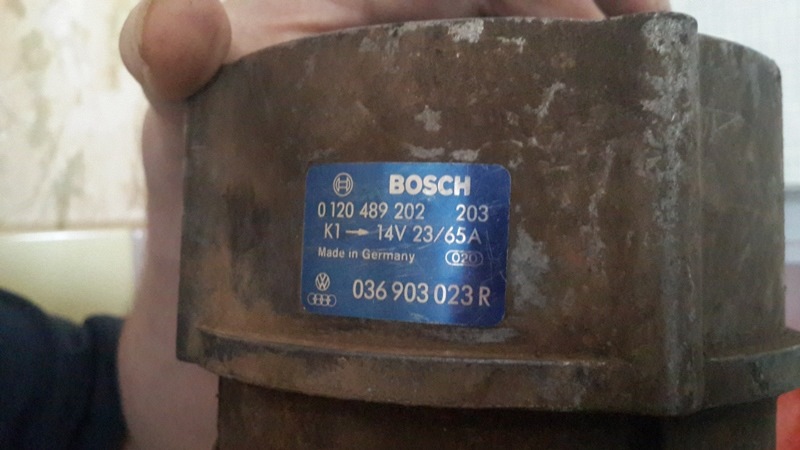 BOSCH
0 120 489 202 203
K1 → 14V 23/65A
Made in Germany 020
036 903 023 R